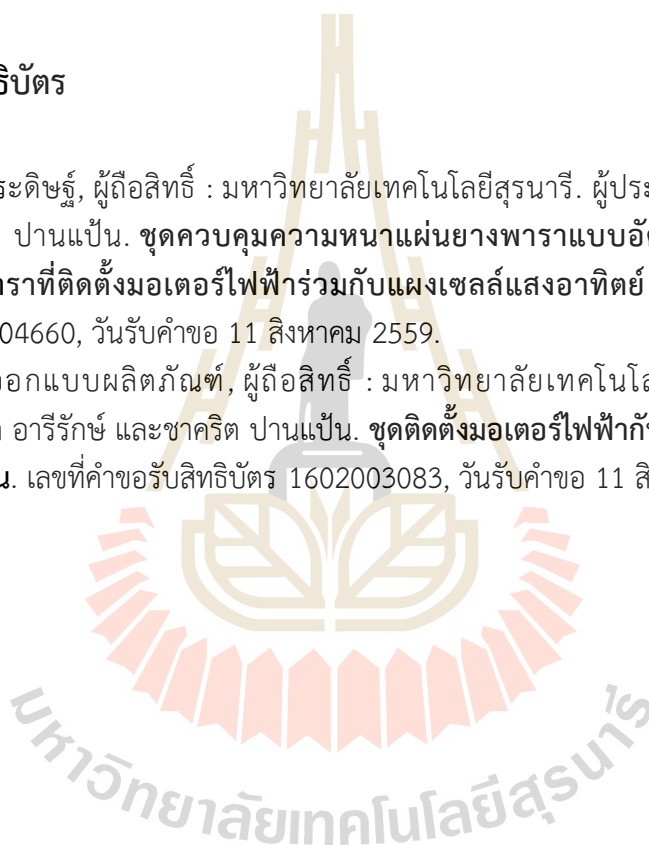 ธิบัตร
ระดิษฐ์, ผู้ถือสิทธิ์ : มหาวิทยาลัยเทคโนโลยีสุรนารี. ผู้ประ
ปานแป้น. ชุดควบคุมความหนาแผ่นยางพาราแบบอัต
ราที่ติดตั้งมอเตอร์ไฟฟ้าร่วมกับแผงเซลล์แสงอาทิตย์
04660, วันรับคำขอ 11 สิงหาคม 2559.
ออกแบบผลิตภัณฑ์, ผู้ถือสิทธิ์ : มหาวิทยาลัยเทคโนโล
อารีรักษ์ และชาคริต ปานแป้น. ชุดติดตั้งมอเตอร์ไฟฟ้ากับ
น. เลขที่คำขอรับสิทธิบัตร 1602003083, วันรับคำขอ 11 สิ
มหาวิทยาลัยเทคโนโลยีสุรนารี